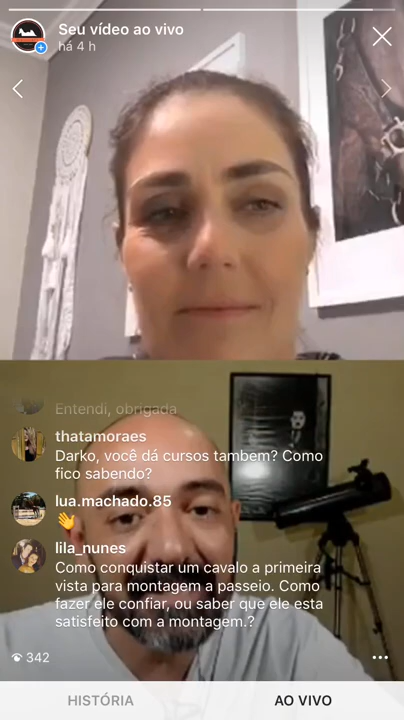 Seu vídeo ao vivo
há 4 h
Entendi, obrigada
thatamoraes
Darko, você dá cursos tambem? Como
fico sabendo?
lua.machado.85
👋
lila_nunes
Como conquistar um cavalo a primeira
vista para montagem a passeio. Como
fazer ele confiar, ou saber que ele esta
satisfeito com a montagem.?
342
HISTÓRIA
AO VIVO